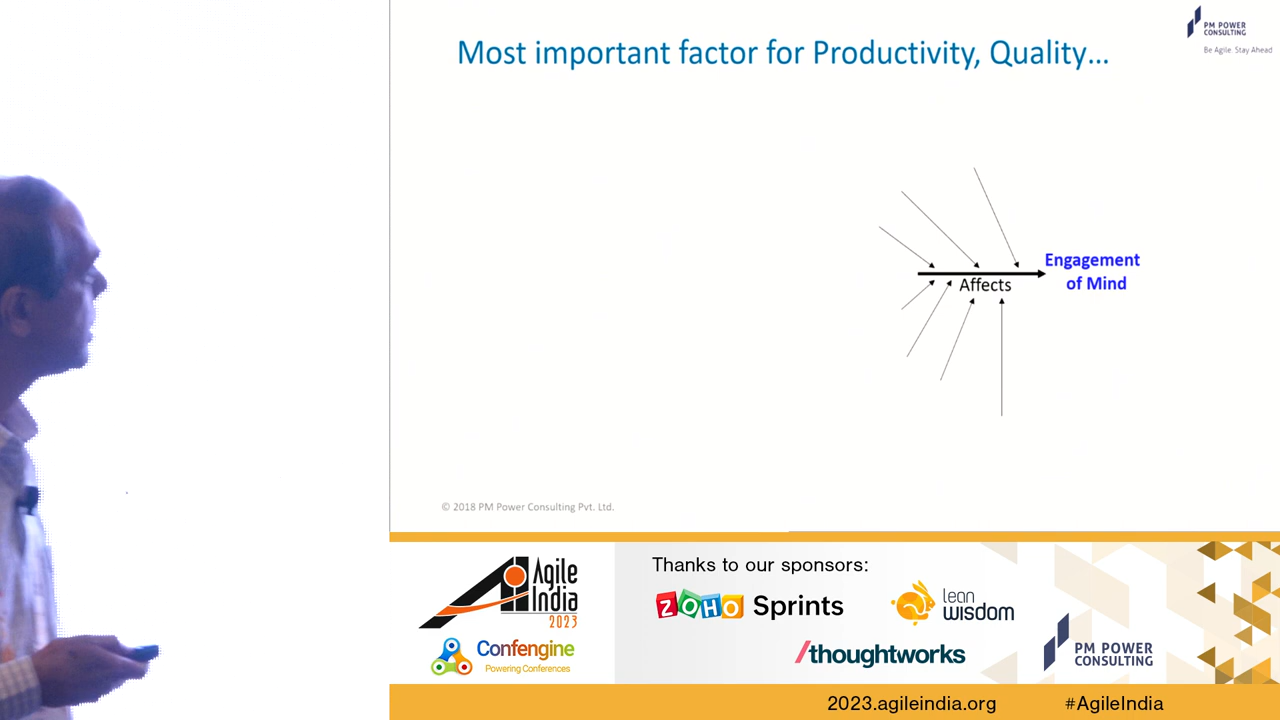 PM POWER
CONSULTING
Be Agile. Stay Ahead
Most important factor for Productivity, Quality...
Engagement
of Mind
Affects
© 2018 PM Power Consulting Pvt. Ltd.
Thanks to our sponsors:
Agile
India
2023
ZOHO Sprints
lean
wisdom
Confengine
Powering Conferences
/thoughtworks
PM POWER
CONSULTING
2023.agileindia.org
#AgileIndia